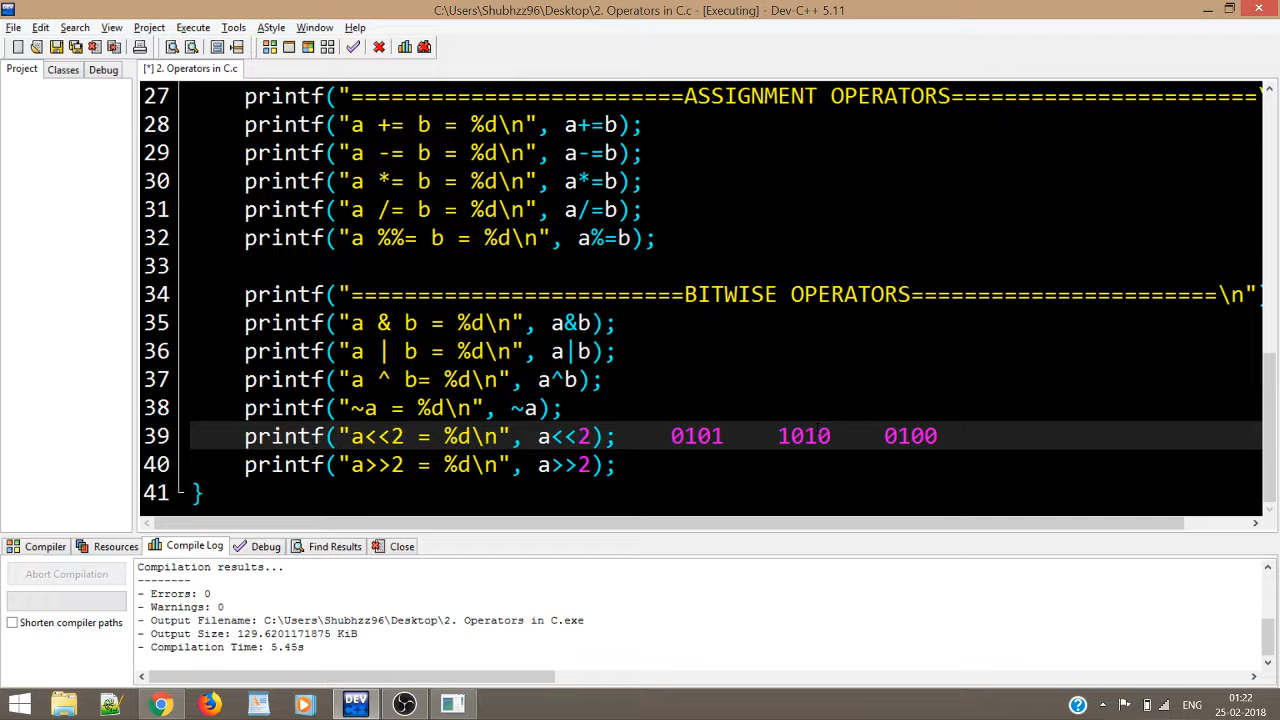 C:\Users\Shubhzz96\Desktop\2. Operators in C.c - [Executing] - Dev-C++ 5.11
File Edit Search View Project Execute Tools AStyle Window Help
Project Classes Debug [*] 2. Operators in C.c
27 printf("=========================ASSIGNMENT OPERATORS=======================\
28 printf("a += b = %d\n", a+=b);
29 printf("a -= b = %d\n", a-=b);
30 printf("a *= b = %d\n", a*=b);
31 printf("a /= b = %d\n", a/=b);
32 printf("a %%= b = %d\n", a%=b);
33
34 printf("=========================BITWISE OPERATORS=======================\n")
35 printf("a & b = %d\n", a&b);
36 printf("a | b = %d\n", a|b);
37 printf("a ^ b= %d\n", a^b);
38 printf("~a = %d\n", ~a);
39 printf("a<<2 = %d\n", a<<2); 0101 1010 0100
40 printf("a>>2 = %d\n", a>>2);
41 }
Compiler Resources Compile Log Debug Find Results Close
Abort Compilation
Shorten compiler paths
Compilation results...
--------
- Errors: 0
- Warnings: 0
- Output Filename: C:\Users\Shubhzz96\Desktop\2. Operators in C.exe
- Output Size: 129.6201171875 KiB
- Compilation Time: 5.45s
DEV
ENG
01:22
25-02-2018